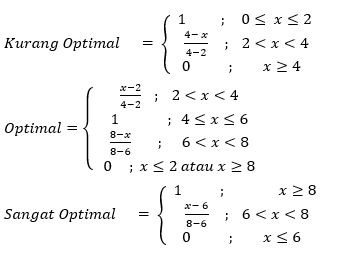 1 ; 0 ≤ x ≤ 2
Kurang Optimal = { (4−x)/(4−2) ; 2 < x < 4
0 ; x ≥ 4
(x−2)/(4−2) ; 2 < x < 4
Optimal = { 1 ; 4 ≤ x ≤ 6
(8−x)/(8−6) ; 6 < x < 8
0 ; x ≤ 2 atau x ≥ 8
1 ; x ≥ 8
Sangat Optimal = { (x−6)/(8−6) ; 6 < x < 8
0 ; x ≤ 6